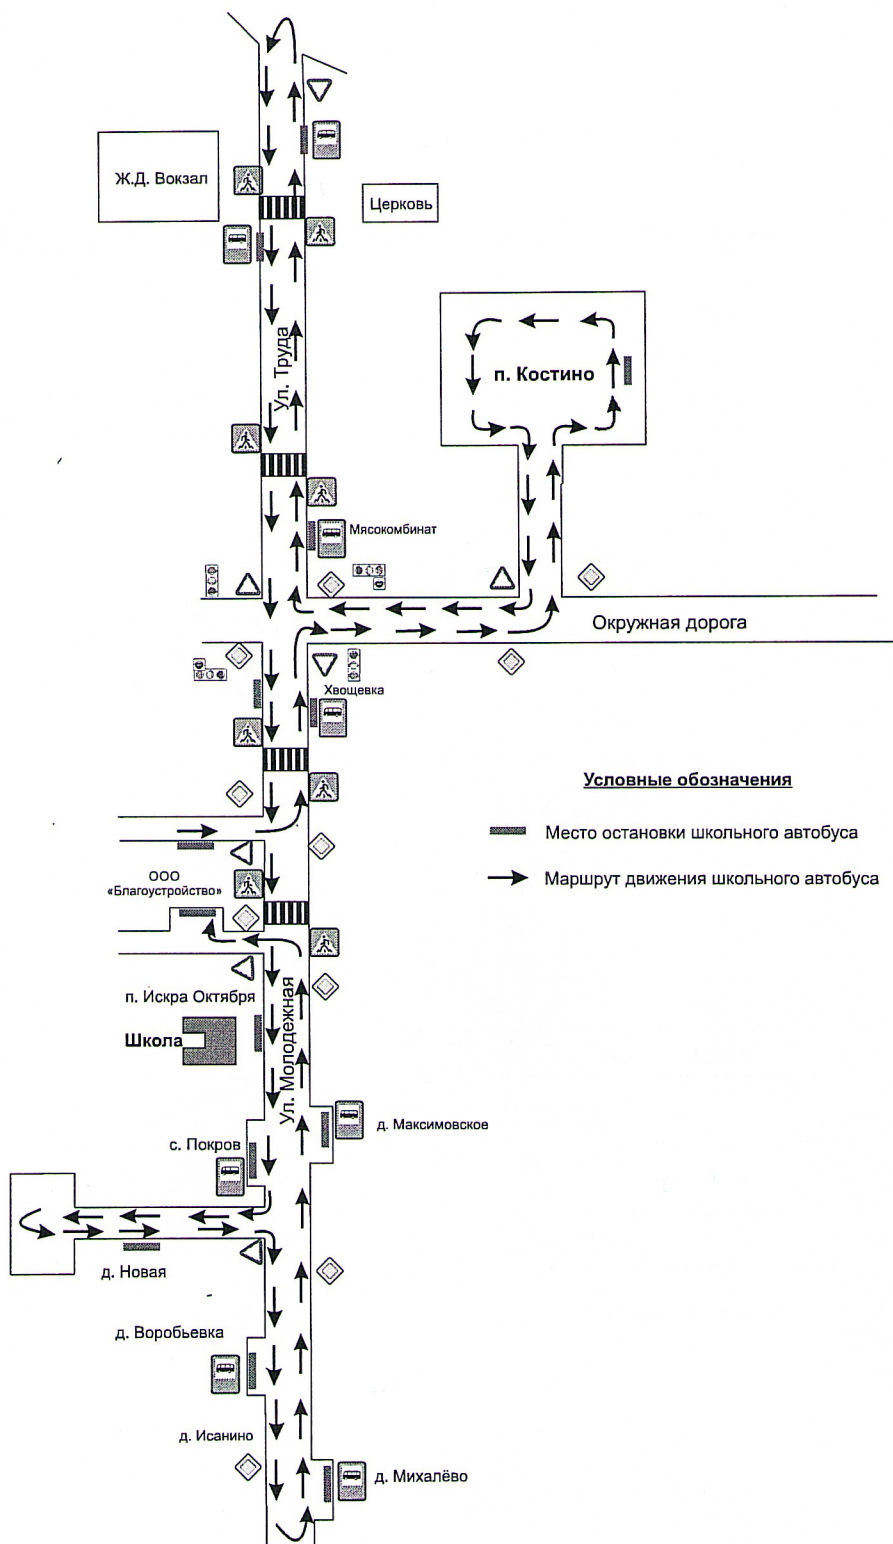 Ж.Д. Вокзал
Церковь
Ул. Труда
п. Костино
Мясокомбинат
Окружная дорога
Хвощевка
Условные обозначения
Место остановки школьного автобуса
Маршрут движения школьного автобуса
ООО
«Благоустройство»
п. Искра Октября
Школа
Ул. Молодежная
д. Максимовское
с. Покров
д. Новая
д. Воробьевка
д. Исанино
д. Михалёво